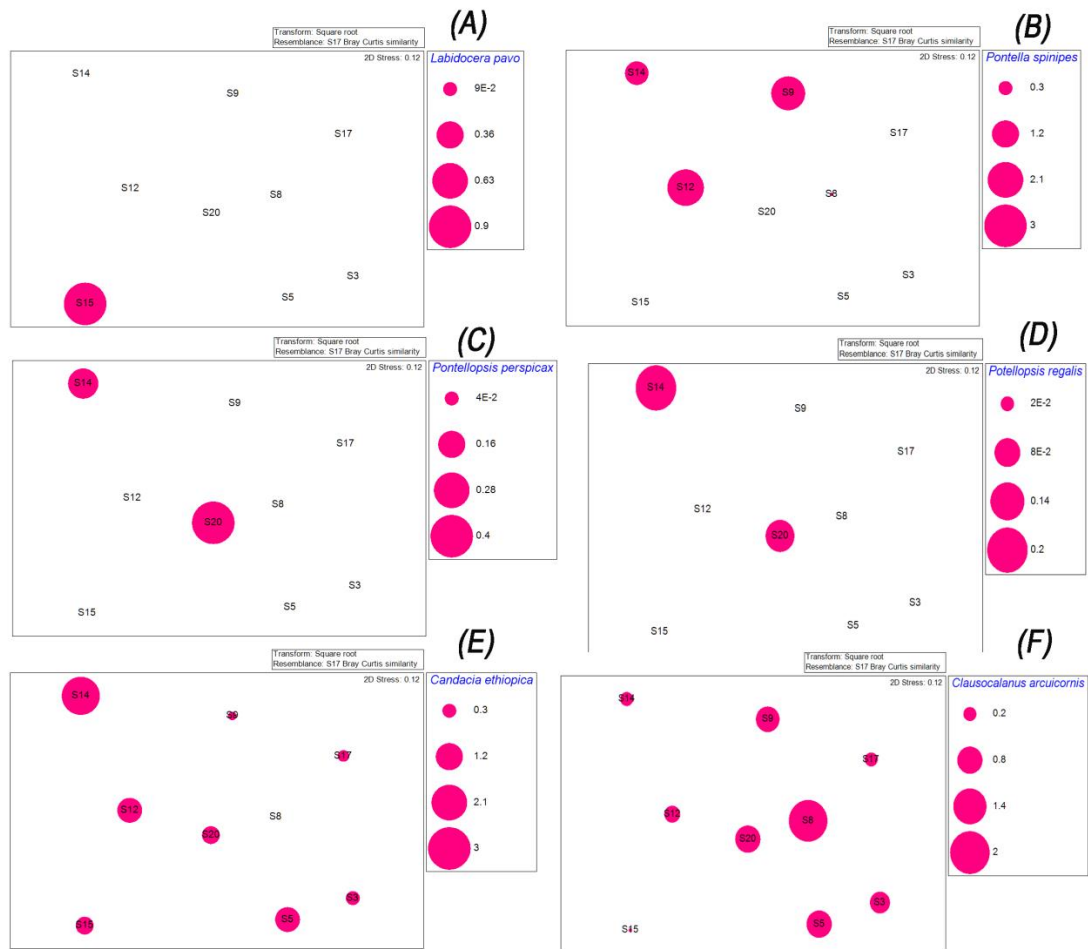 (A)
Transform: Square root
Resemblance: S17 Bray Curtis similarity
2D Stress: 0.12
Labidocera pavo
9E-2
0.36
0.63
0.9
S14
S9
S17
S12
S8
S20
S3
S5
S15
(B)
Transform: Square root
Resemblance: S17 Bray Curtis similarity
2D Stress: 0.12
Pontella spinipes
0.3
1.2
2.1
3
S14
S9
S17
S12
S8
S20
S3
S5
S15
(C)
Transform: Square root
Resemblance: S17 Bray Curtis similarity
2D Stress: 0.12
Pontellopsis perspicax
4E-2
0.16
0.28
0.4
S14
S9
S17
S12
S8
S20
S3
S5
S15
(D)
Transform: Square root
Resemblance: S17 Bray Curtis similarity
2D Stress: 0.12
Potellopsis regalis
2E-2
8E-2
0.14
0.2
S14
S9
S17
S12
S8
S20
S3
S5
S15
(E)
Transform: Square root
Resemblance: S17 Bray Curtis similarity
2D Stress: 0.12
Candacia ethiopica
0.3
1.2
2.1
3
S14
S9
S17
S12
S8
S20
S3
S5
S15
(F)
Transform: Square root
Resemblance: S17 Bray Curtis similarity
2D Stress: 0.12
Clausocalanus arcuicornis
0.2
0.8
1.4
2
S14
S9
S17
S12
S8
S20
S3
S5
S15